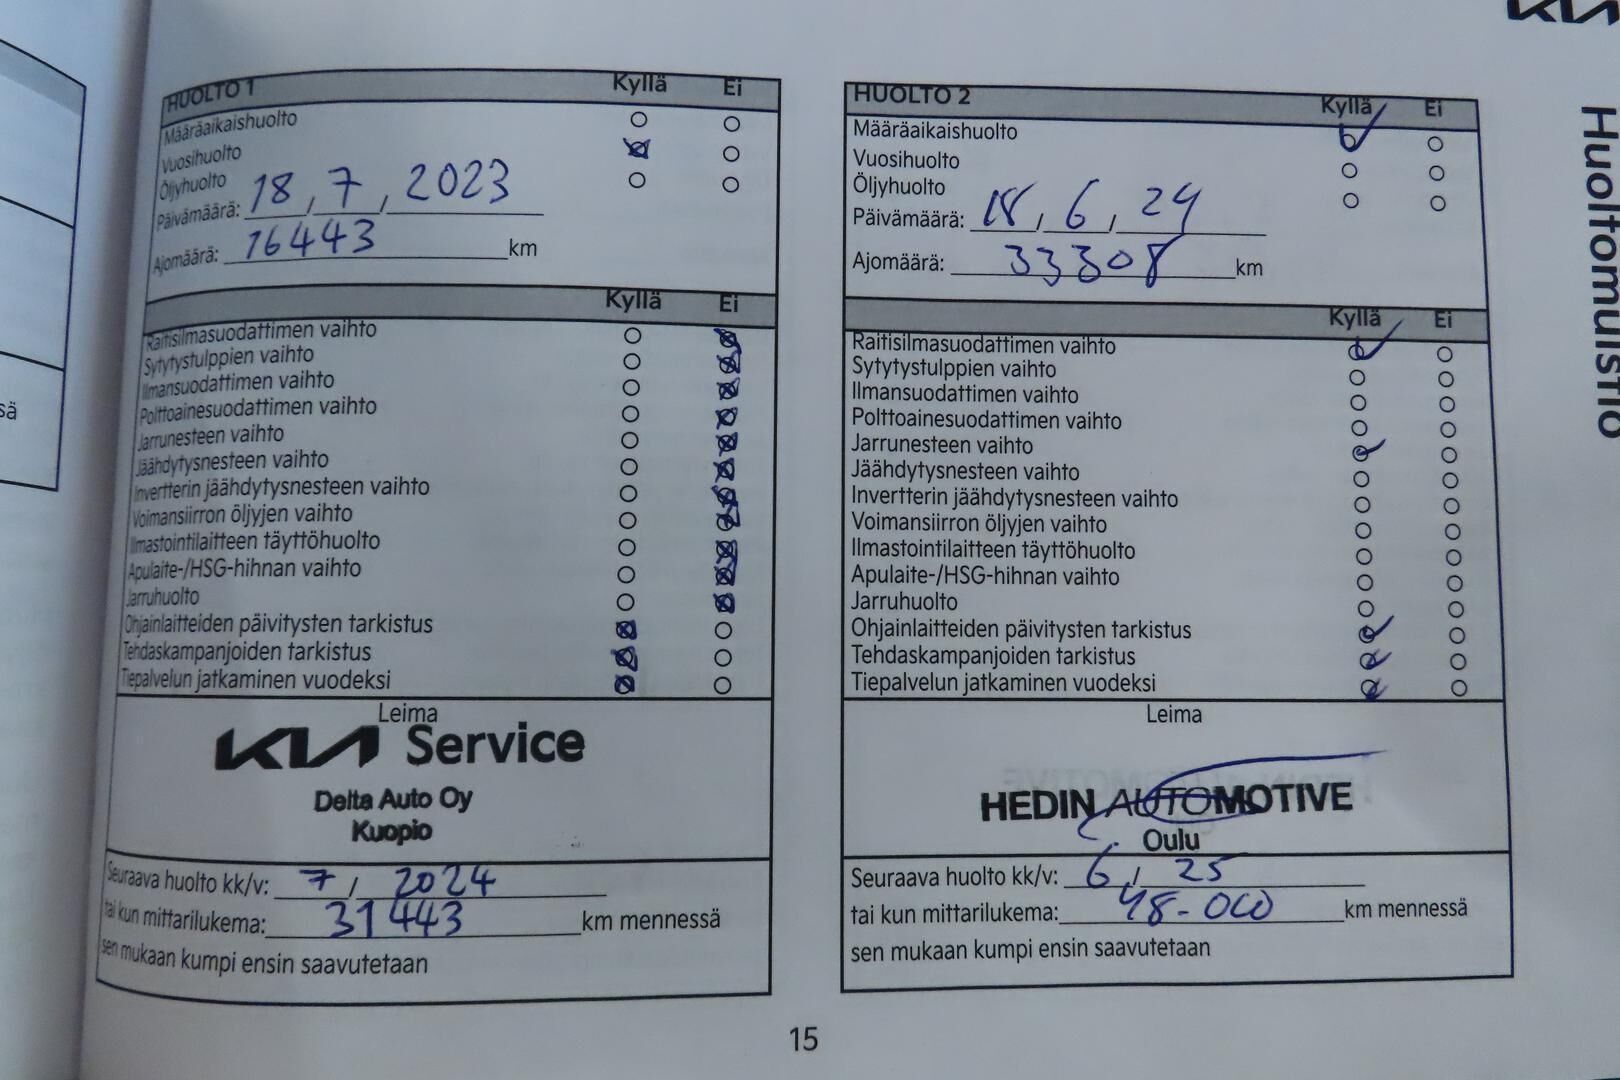 KIA
Huoltomuistio
sä
HUOLTO 1 Kyllä Ei
Määräaikaishuolto
Vuosihuolto
Öljyhuolto
Päivämäärä: 18, 7, 2023
Ajomäärä: 16443 km
Kyllä Ei
Raitisilmasuodattimen vaihto
Sytytystulppien vaihto
Ilmansuodattimen vaihto
Polttoainesuodattimen vaihto
Jarrunesteen vaihto
Jäähdytysnesteen vaihto
Invertterin jäähdytysnesteen vaihto
Voimansiirron öljyjen vaihto
Ilmastointilaitteen täyttöhuolto
Apulaite-/HSG-hihnan vaihto
Jarruhuolto
Ohjainlaitteiden päivitysten tarkistus
Tehdaskampanjoiden tarkistus
Tiepalvelun jatkaminen vuodeksi
Leima
KIA Service
Delta Auto Oy
Kuopio
Seuraava huolto kk/v: 7, 2024
tai kun mittarilukema: 31443 km mennessä
sen mukaan kumpi ensin saavutetaan
HUOLTO 2 Kyllä Ei
Määräaikaishuolto
Vuosihuolto
Öljyhuolto
Päivämäärä: 18, 6, 24
Ajomäärä: 33308 km
Kyllä Ei
Raitisilmasuodattimen vaihto
Sytytystulppien vaihto
Ilmansuodattimen vaihto
Polttoainesuodattimen vaihto
Jarrunesteen vaihto
Jäähdytysnesteen vaihto
Invertterin jäähdytysnesteen vaihto
Voimansiirron öljyjen vaihto
Ilmastointilaitteen täyttöhuolto
Apulaite-/HSG-hihnan vaihto
Jarruhuolto
Ohjainlaitteiden päivitysten tarkistus
Tehdaskampanjoiden tarkistus
Tiepalvelun jatkaminen vuodeksi
Leima
HEDIN AUTOMOTIVE
Oulu
Seuraava huolto kk/v: 6, 25
tai kun mittarilukema: 48-000 km mennessä
sen mukaan kumpi ensin saavutetaan
15